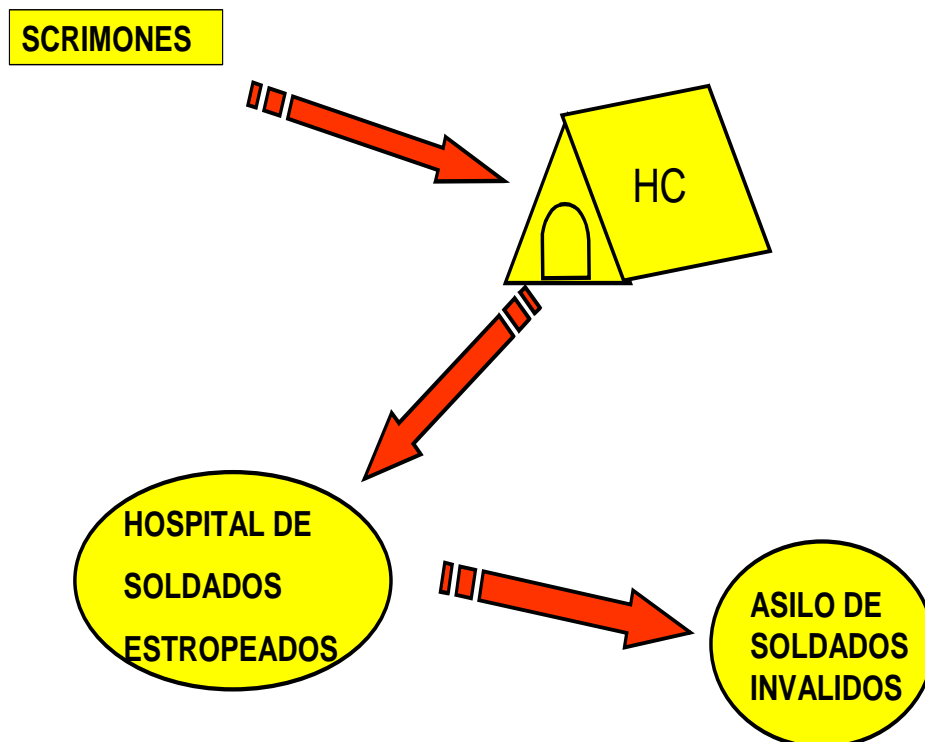 SCRIMONES
HC
HOSPITAL DE
SOLDADOS
ESTROPEADOS
ASILO DE
SOLDADOS
INVALIDOS